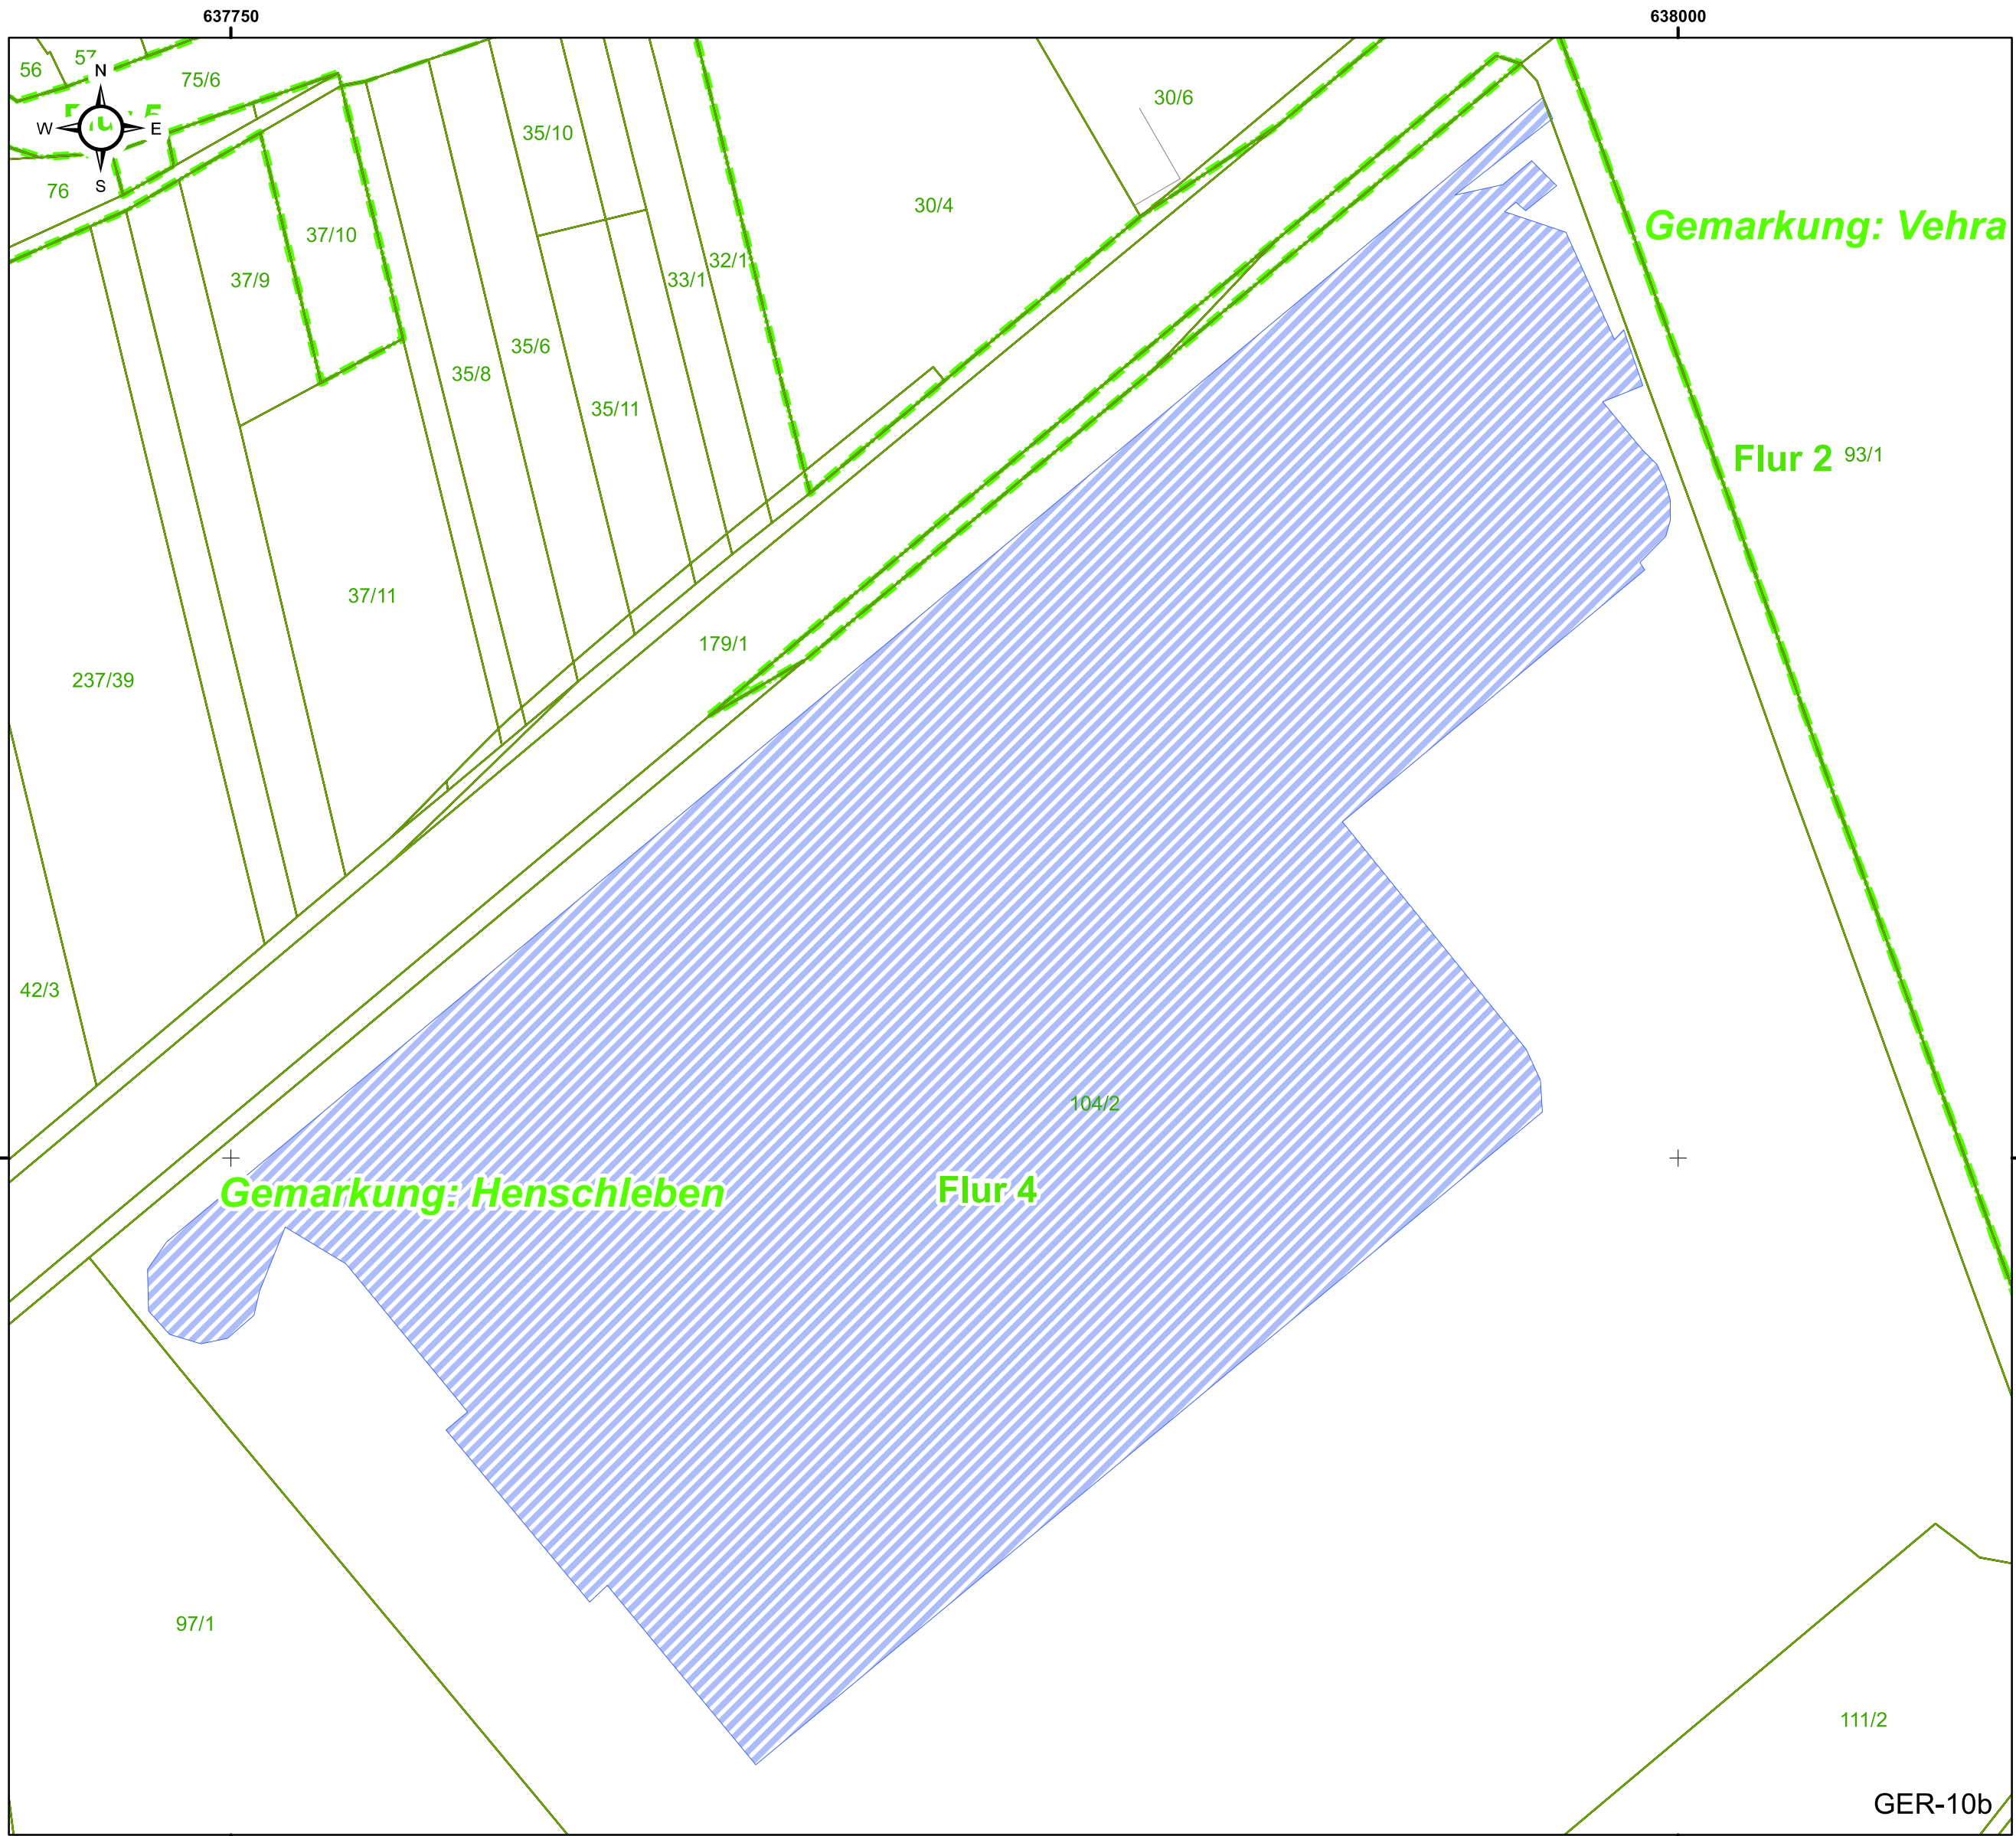 637750
638000
56
57
75/6
N
W
E
S
76
35/10
30/6
30/4
37/10
37/9
32/1
33/1
Gemarkung: Vehra
35/6
35/8
35/11
Flur 2
93/1
37/11
179/1
237/39
42/3
104/2
Gemarkung: Henschleben
Flur 4
97/1
111/2
GER-10b